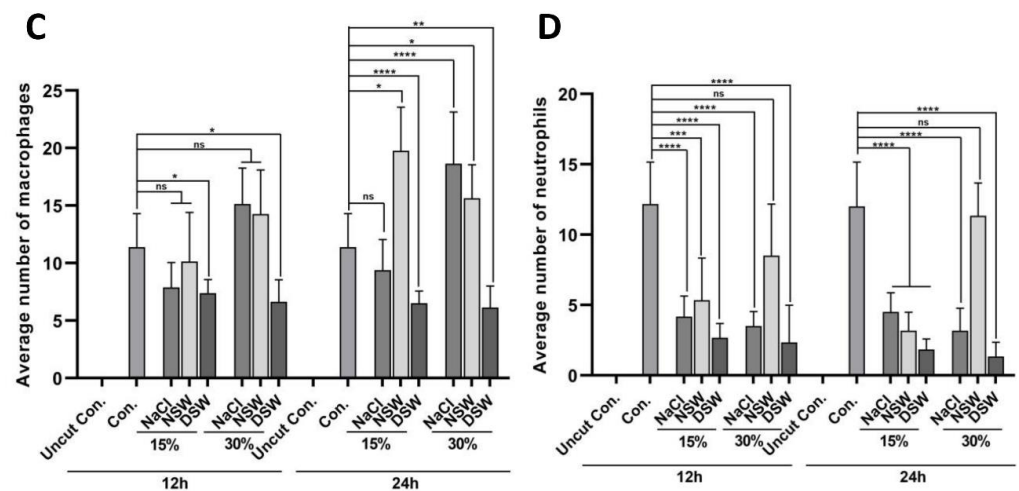 C
Average number of macrophages
25
20
15
10
5
0
ns
*
ns
*
ns
*
****
****
*
**
Uncut Con.
Con.
NaCl
NSW
DSW
NaCl
NSW
DSW
Uncut Con.
Con.
NaCl
NSW
DSW
NaCl
NSW
DSW
15%
30%
15%
30%
12h
24h
D
Average number of neutrophils
20
15
10
5
0
****
ns
****
****
***
****
****
ns
****
****
Uncut Con.
Con.
NaCl
NSW
DSW
NaCl
NSW
DSW
Uncut Con.
Con.
NaCl
NSW
DSW
NaCl
NSW
DSW
15%
30%
15%
30%
12h
24h